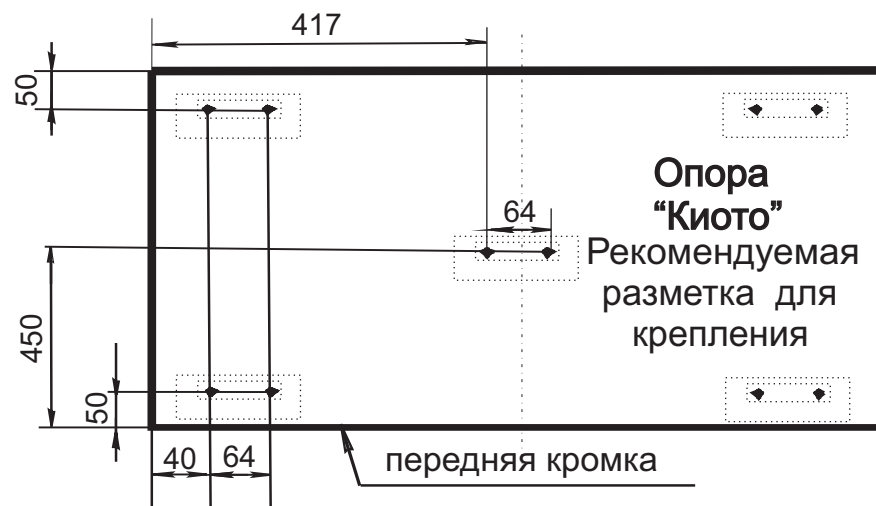 417
50
Опора
“Киото”
64
Рекомендуемая
разметка для
крепления
450
50
40
64
передняя кромка